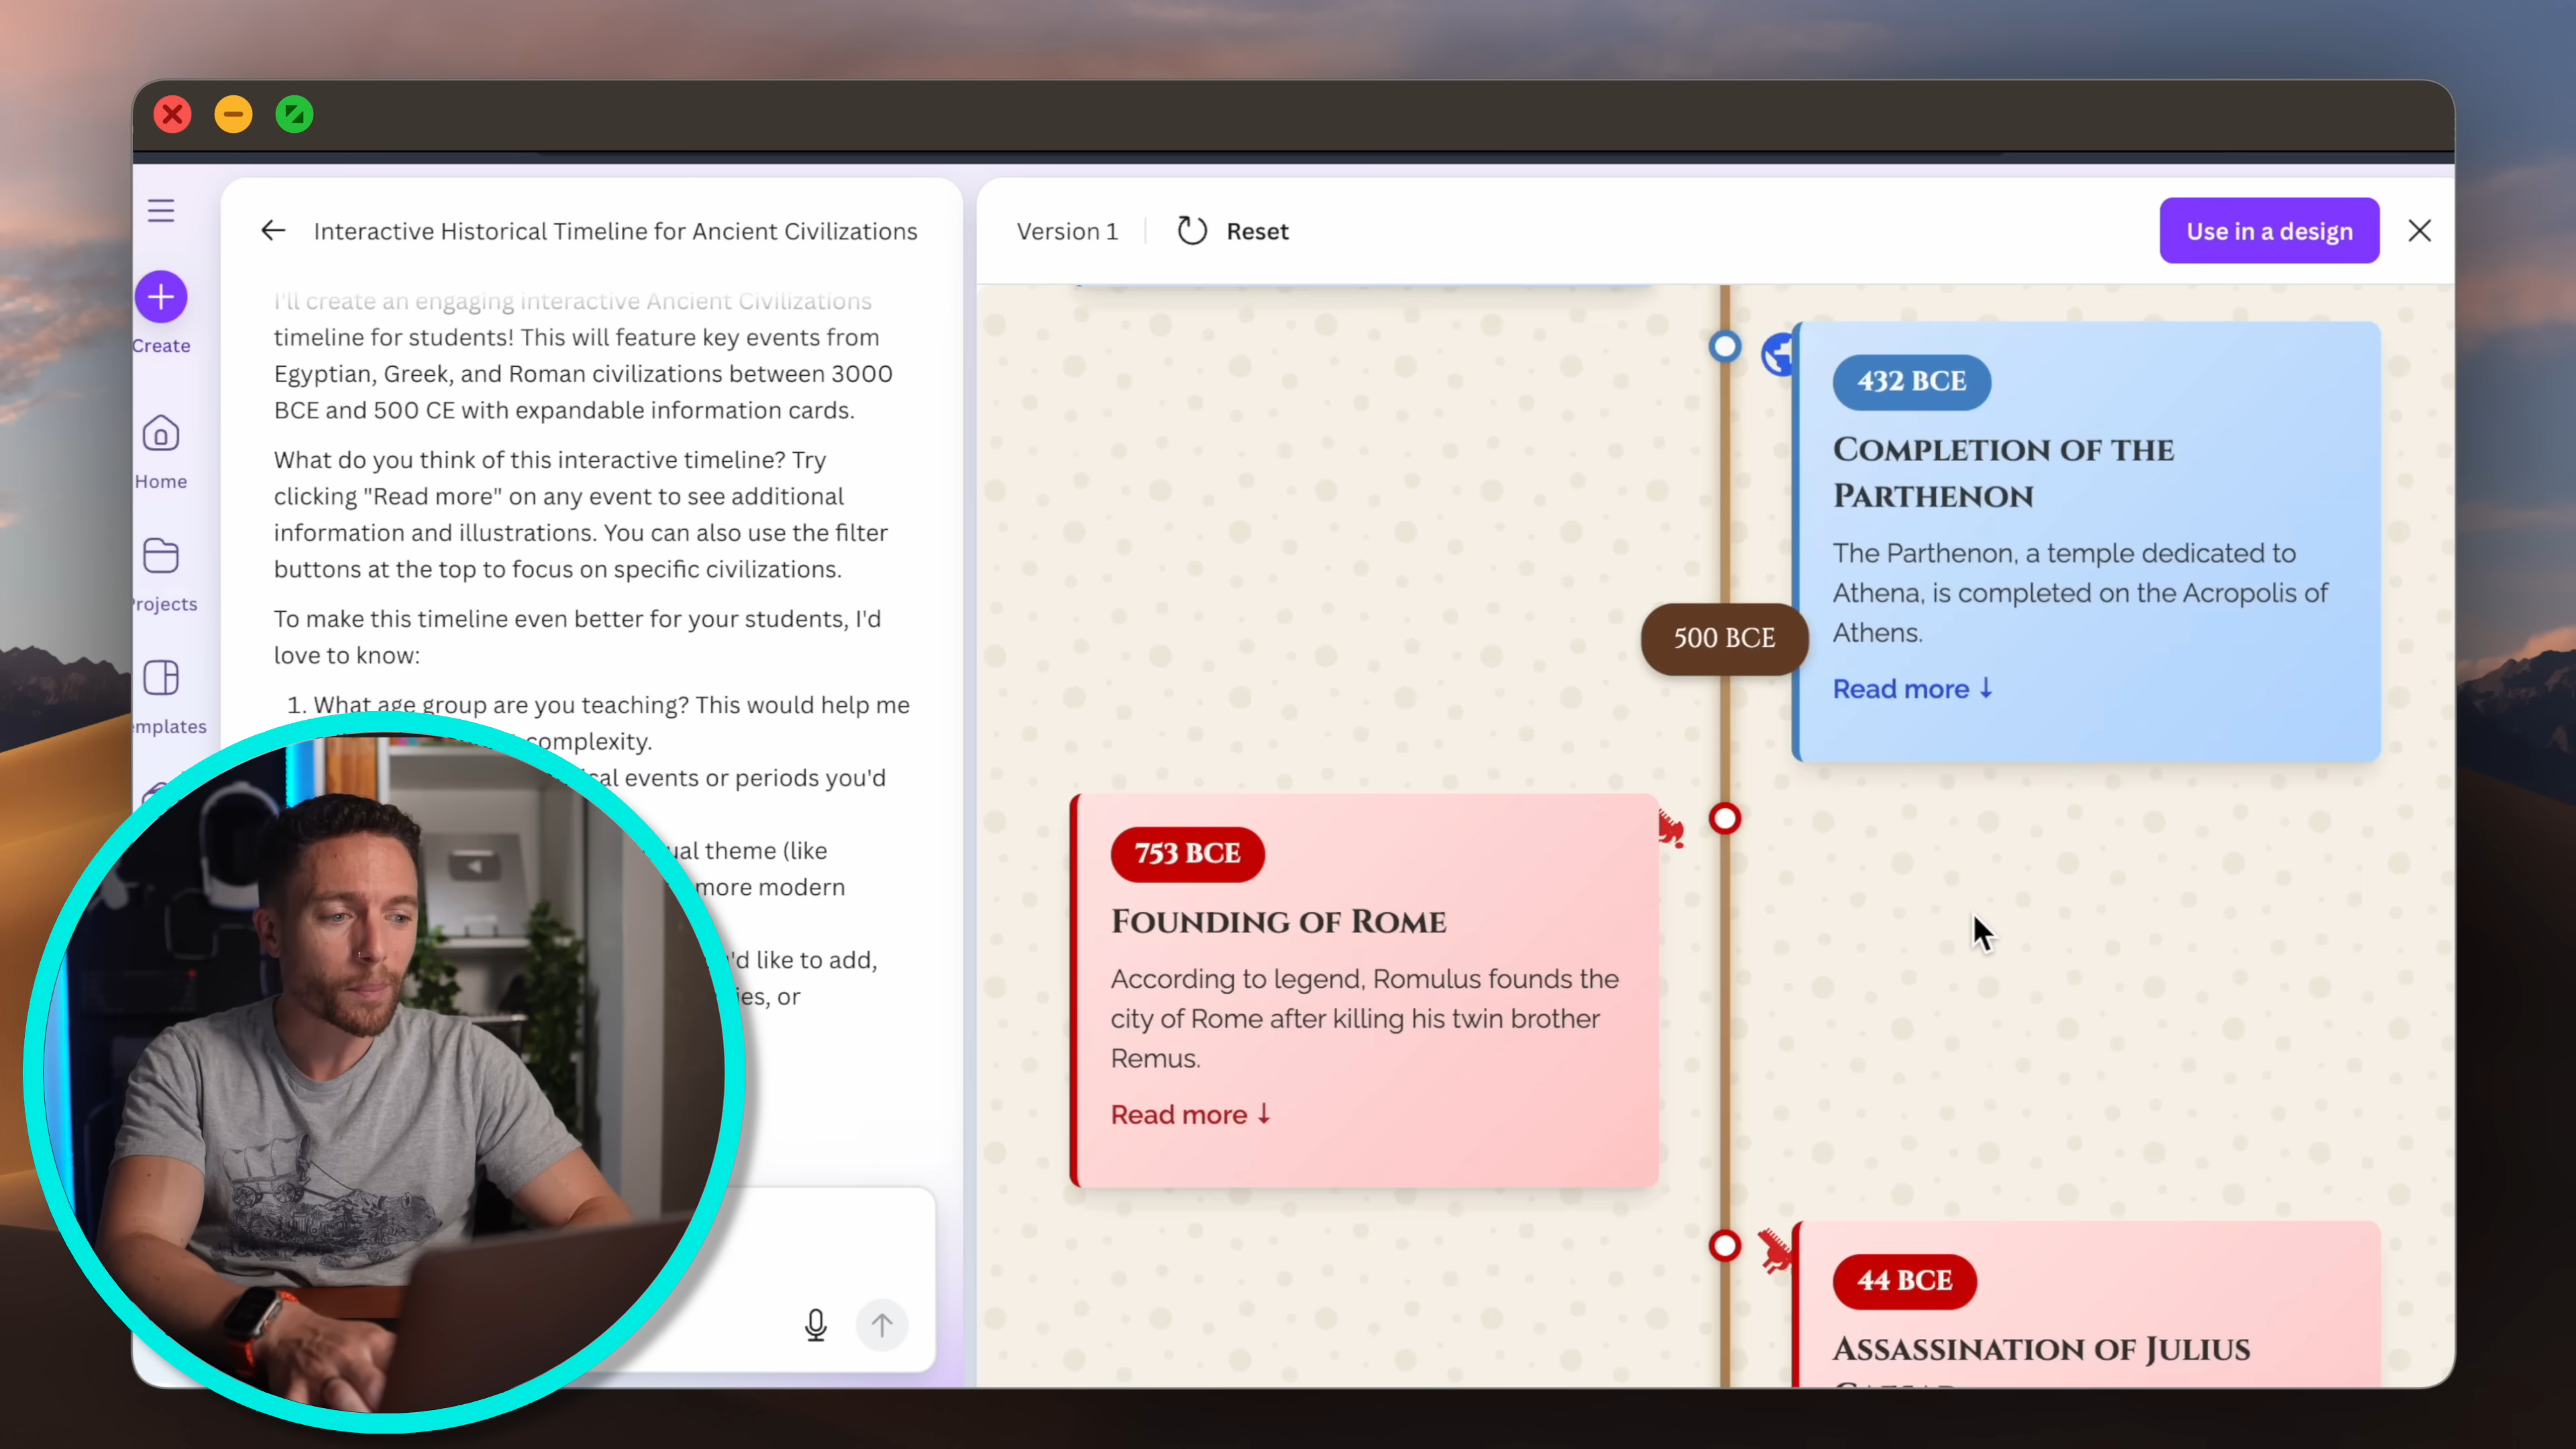 Create
Home
Projects
emplates
Interactive Historical Timeline for Ancient Civilizations
I'll create an engaging interactive Ancient Civilizations
timeline for students! This will feature key events from
Egyptian, Greek, and Roman civilizations between 3000
BCE and 500 CE with expandable information cards.
What do you think of this interactive timeline? Try
clicking "Read more" on any event to see additional
information and illustrations. You can also use the filter
buttons at the top to focus on specific civilizations.
To make this timeline even better for your students, I'd
love to know:
1. What age group are you teaching? This would help me
complexity.
events or periods you'd
theme (like
more modern
like to add,
or
Version 1
Reset
Use in a design
432 BCE
Completion of the
Parthenon
The Parthenon, a temple dedicated to
Athena, is completed on the Acropolis of
Athens.
Read more ↓
500 BCE
753 BCE
Founding of Rome
According to legend, Romulus founds the
city of Rome after killing his twin brother
Remus.
Read more ↓
44 BCE
Assassination of Julius